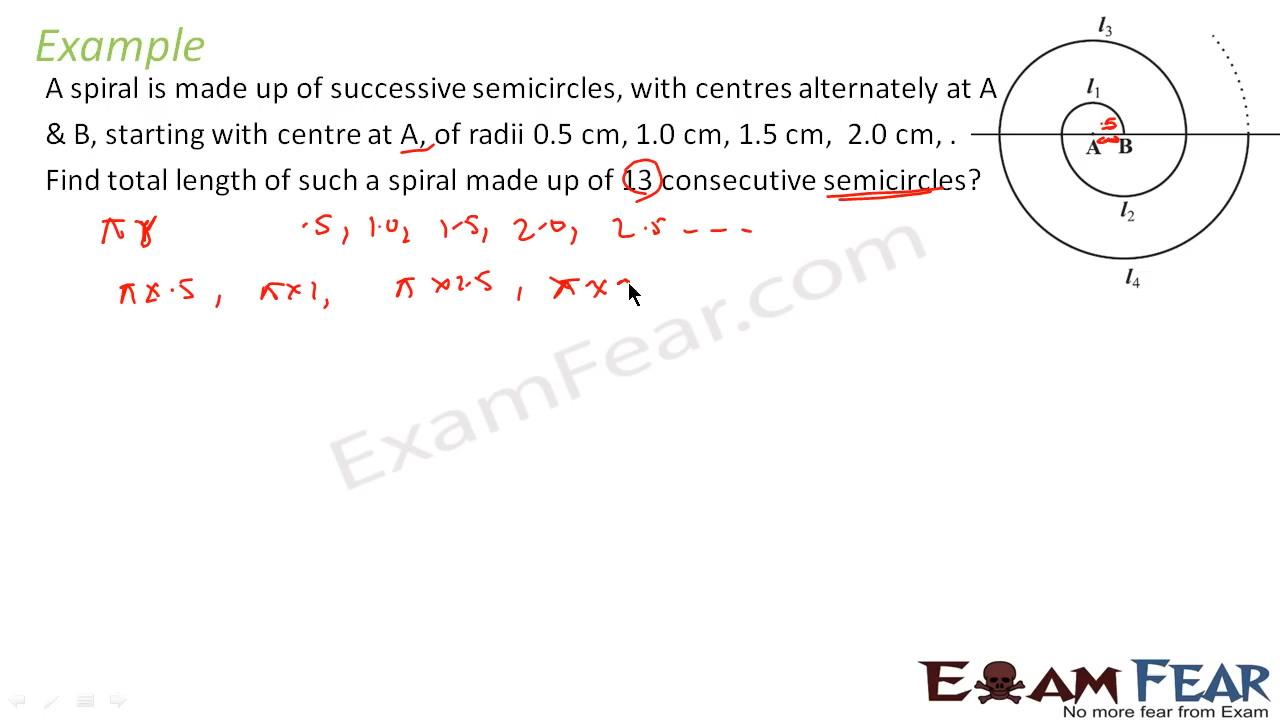 Example
A spiral is made up of successive semicircles, with centres alternately at A
& B, starting with centre at A, of radii 0.5 cm, 1.0 cm, 1.5 cm, 2.0 cm, .
Find total length of such a spiral made up of 13 consecutive semicircles?
πr .5, 1.0, 1.5, 2.0, 2.5 - - -
π×.5, π×1, π×2.5, π×
l3
l1
.5
A B
l2
l4
ExamFear.com
EXAM FEAR
No more fear from Exam